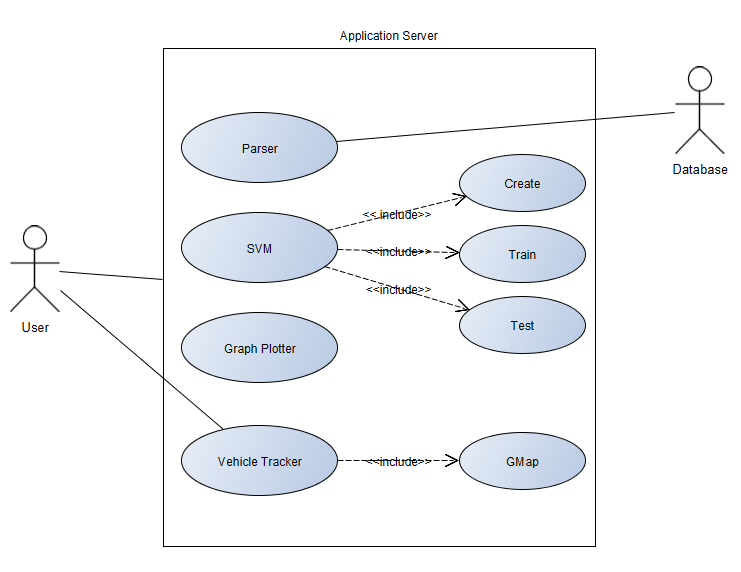 Application Server
Parser
Database
Create
<< include>>
SVM
<<include>>
Train
<<include>>
Test
User
Graph Plotter
Vehicle Tracker
<<include>>
GMap